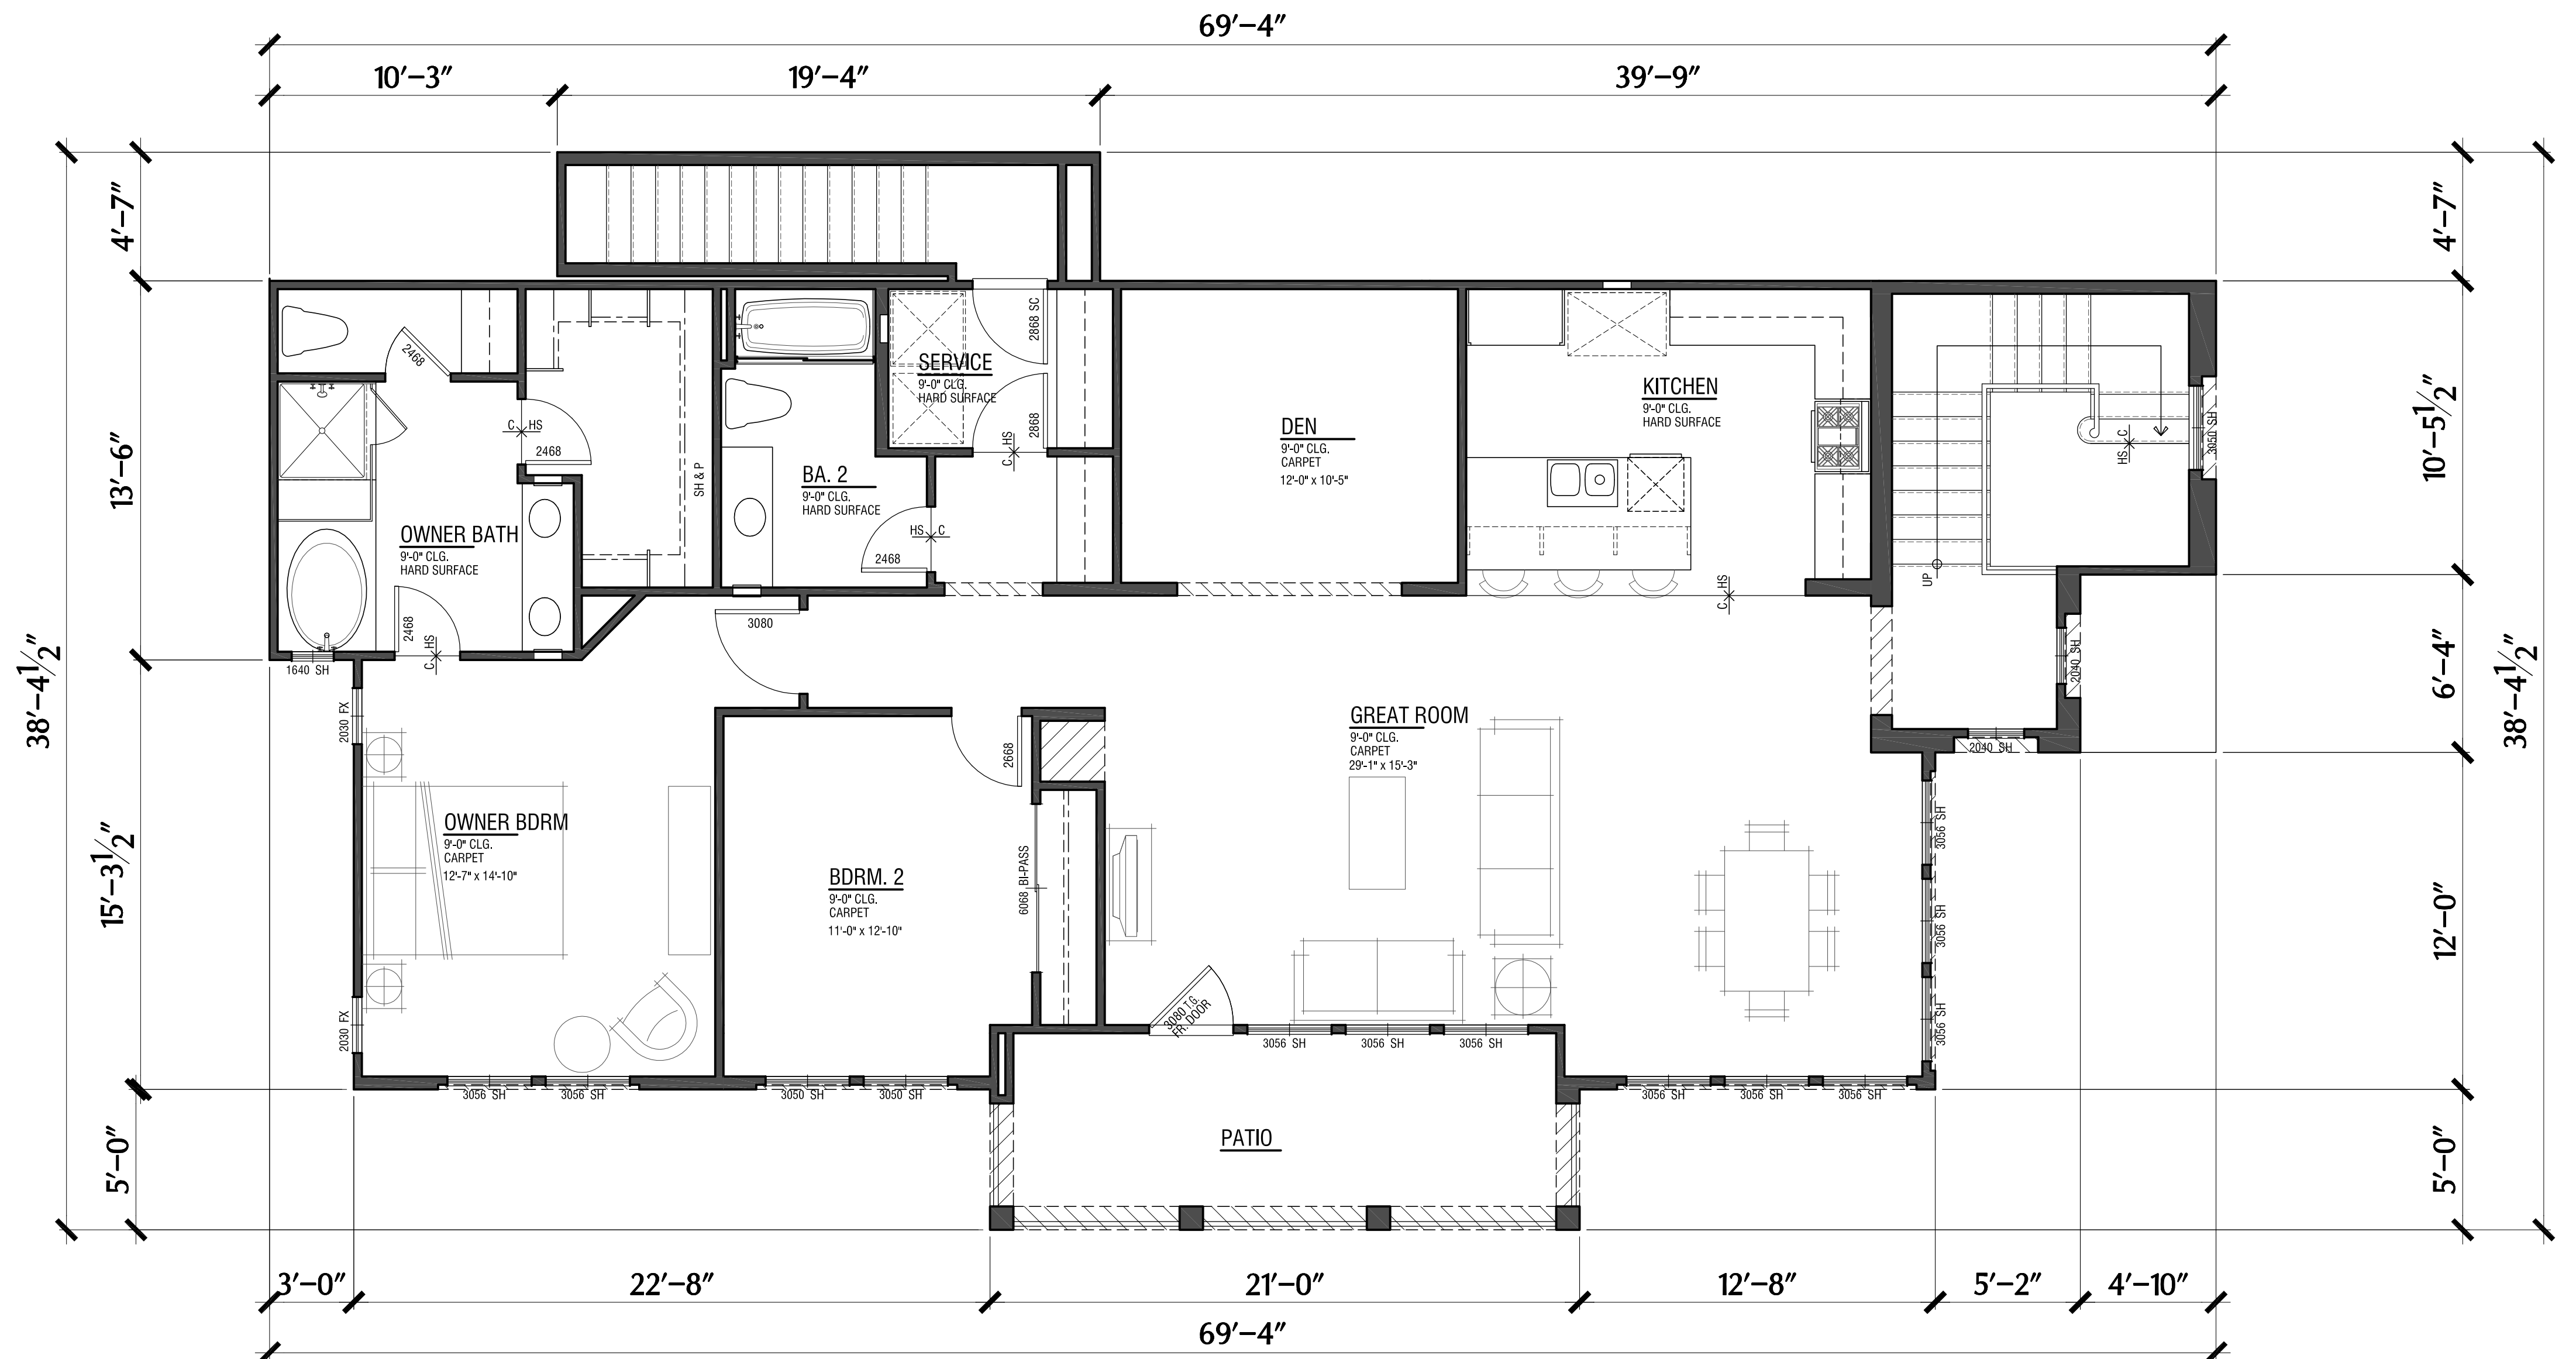 69'-4"
10'-3"
19'-4"
39'-9"
4'-7"
4'-7"
13'-6"
10'-5 1/2"
38'-4 1/2"
38'-4 1/2"
6'-4"
15'-3 1/2"
12'-0"
5'-0"
5'-0"
2468
C HS
2468
SH & P
OWNER BATH
9'-0" CLG.
HARD SURFACE
2468
C HS
1640 SH
BA. 2
9'-0" CLG.
HARD SURFACE
HS C
2468
SERVICE
9'-0" CLG.
HARD SURFACE
2868 SC
2868
C HS
DEN
9'-0" CLG.
CARPET
12'-0" x 10'-5"
KITCHEN
9'-0" CLG.
HARD SURFACE
C HS
UP
HS C
3050 SH
2040 SH
2040 SH
3080
2030 FX
2030 FX
OWNER BDRM
9'-0" CLG.
CARPET
12'-7" x 14'-10"
3056 SH
3056 SH
BDRM. 2
9'-0" CLG.
CARPET
11'-0" x 12'-10"
2668
6068 BI-PASS
3050 SH
3050 SH
GREAT ROOM
9'-0" CLG.
CARPET
29'-1" x 15'-3"
3080 T.G.
FR. DOOR
3056 SH
3056 SH
3056 SH
3056 SH
3056 SH
3056 SH
3056 SH
3056 SH
3056 SH
PATIO
3'-0"
22'-8"
21'-0"
12'-8"
5'-2"
4'-10"
69'-4"